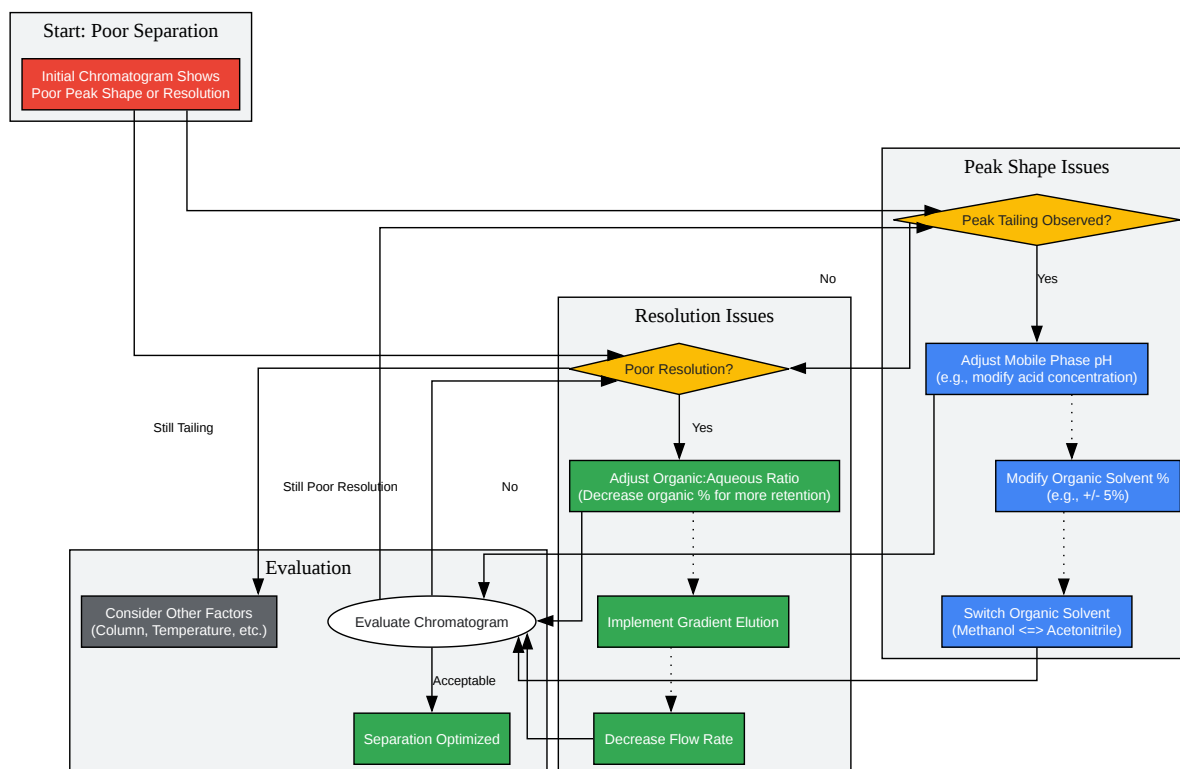 Start: Poor Separation
Initial Chromatogram Shows
Poor Peak Shape or Resolution
Peak Shape Issues
Peak Tailing Observed?
No
Yes
Resolution Issues
Poor Resolution?
Adjust Mobile Phase pH
(e.g., modify acid concentration)
Still Tailing
Yes
Still Poor Resolution
No
Adjust Organic:Aqueous Ratio
(Decrease organic % for more retention)
Modify Organic Solvent %
(e.g., +/- 5%)
Evaluation
Consider Other Factors
(Column, Temperature, etc.)
Evaluate Chromatogram
Implement Gradient Elution
Switch Organic Solvent
(Methanol <=> Acetonitrile)
Acceptable
Separation Optimized
Decrease Flow Rate